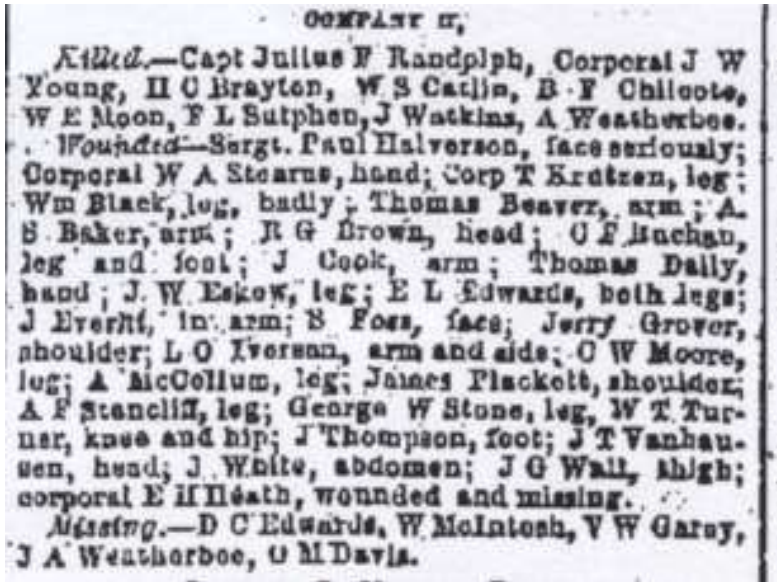 COMPANY H,
Killed.—Capt Julius F Randolph, Corporal J W
Young, H C Brayton, W S Catlin, B F Chilcote,
W E Moon, F L Sutphen, J Watkins, A Weatherbee.
Wounded—Sergt. Paul Halverson, face seriously;
Corporal W A Stearns, hand; Corp T Kratzen, leg;
Wm Black, leg, badly; Thomas Beaver, arm; A.
S Baker, arm; R G Brown, head; C F Buchan,
leg and foot; J Cook, arm; Thomas Daily,
hand; J. W Eskew, leg; E L Edwards, both legs;
J Everitt, in arm; S Foss, face; Jerry Grover,
shoulder; L O Iverson, arm and side; C W Moore,
leg; A McCollum, leg; James Plackett, shoulder;
A F Stancliff, leg; George W Stone, leg, W T Tur-
ner, knee and hip; J Thompson, foot; J T Vanhau-
sen, head; J. White, abdomen; J G Wall, thigh;
corporal E H Heath, wounded and missing.
Missing.—D C Edwards, W McIntosh, V W Garey,
J A Weatherbee, O M Davis.